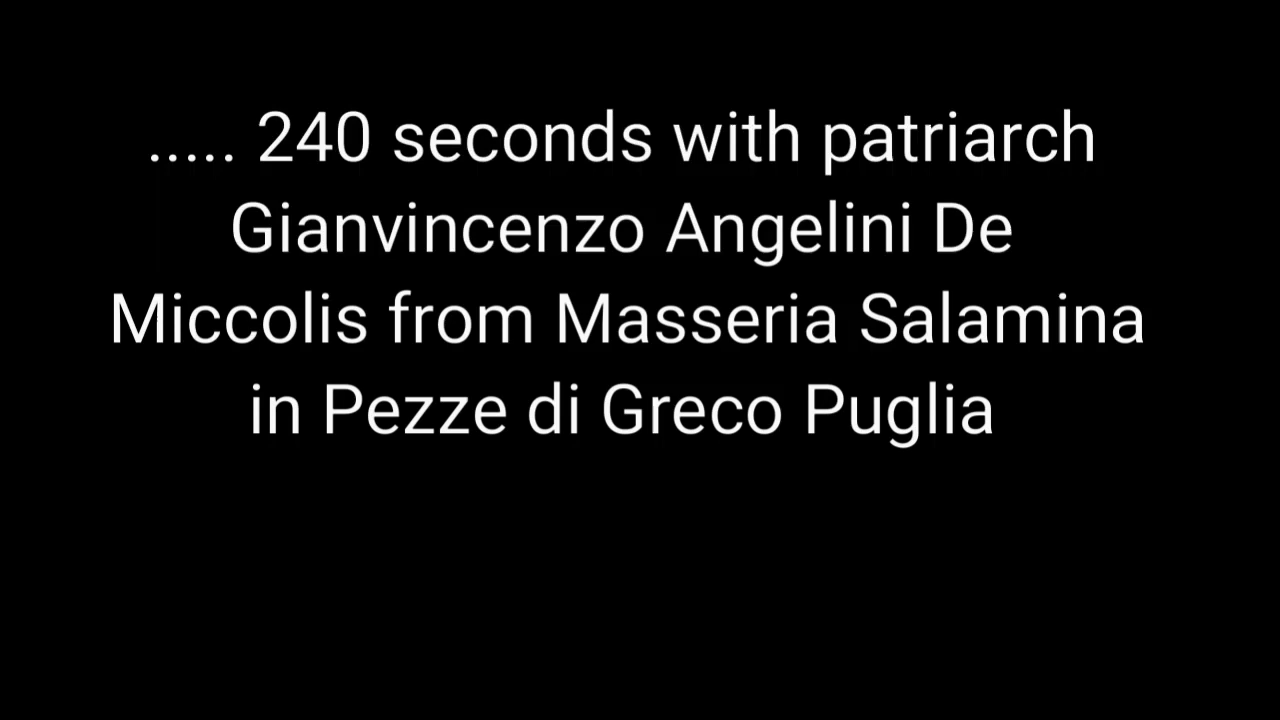 ..... 240 seconds with patriarch
Gianvincenzo Angelini De
Miccolis from Masseria Salamina
in Pezze di Greco Puglia